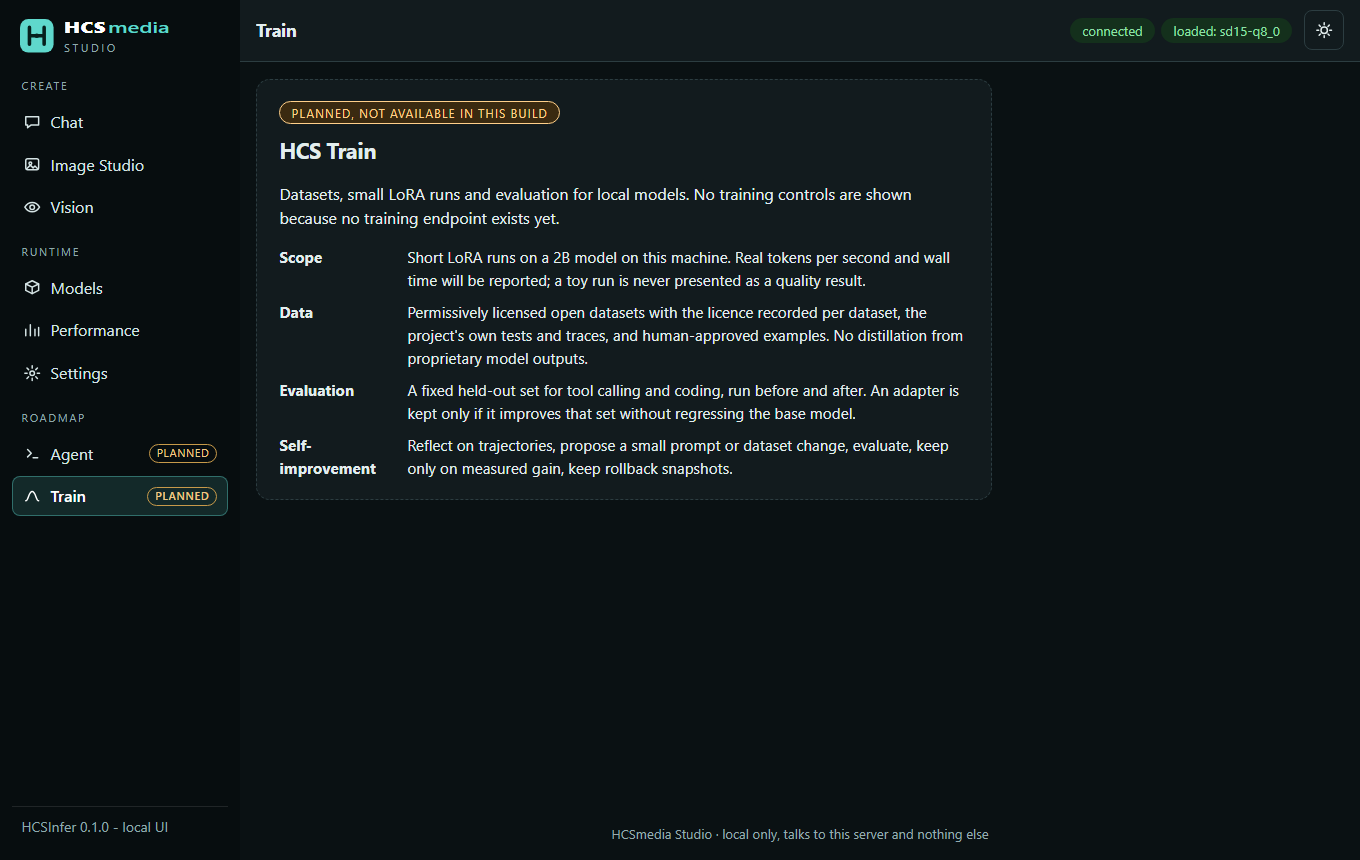 HCSmedia
STUDIO
CREATE
Chat
Image Studio
Vision
RUNTIME
Models
Performance
Settings
ROADMAP
Agent PLANNED
Train PLANNED
HCSInfer 0.1.0 - local UI
Train
connected
loaded: sd15-q8_0
PLANNED, NOT AVAILABLE IN THIS BUILD
HCS Train
Datasets, small LoRA runs and evaluation for local models. No training controls are shown
because no training endpoint exists yet.
Scope
Short LoRA runs on a 2B model on this machine. Real tokens per second and wall
time will be reported; a toy run is never presented as a quality result.
Data
Permissively licensed open datasets with the licence recorded per dataset, the
project's own tests and traces, and human-approved examples. No distillation from
proprietary model outputs.
Evaluation
A fixed held-out set for tool calling and coding, run before and after. An adapter is
kept only if it improves that set without regressing the base model.
Self-
improvement
Reflect on trajectories, propose a small prompt or dataset change, evaluate, keep
only on measured gain, keep rollback snapshots.
HCSmedia Studio · local only, talks to this server and nothing else